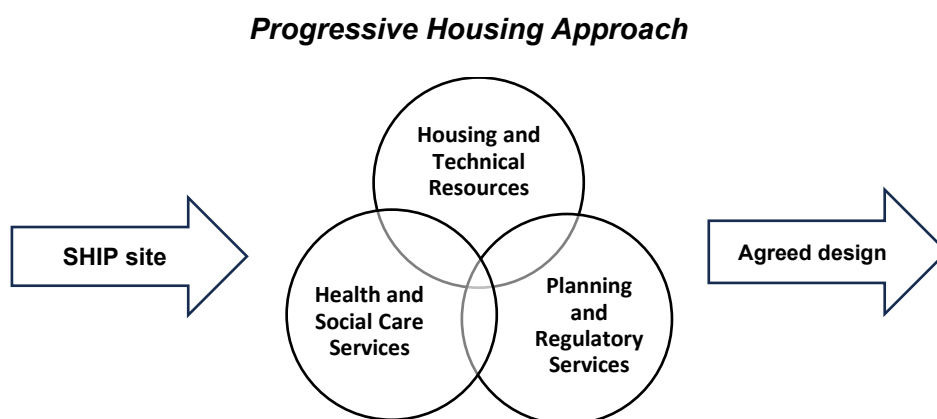 Progressive Housing Approach
Housing and
Technical
Resources
SHIP site
Agreed design
Health and
Social Care
Services
Planning
and
Regulatory
Services